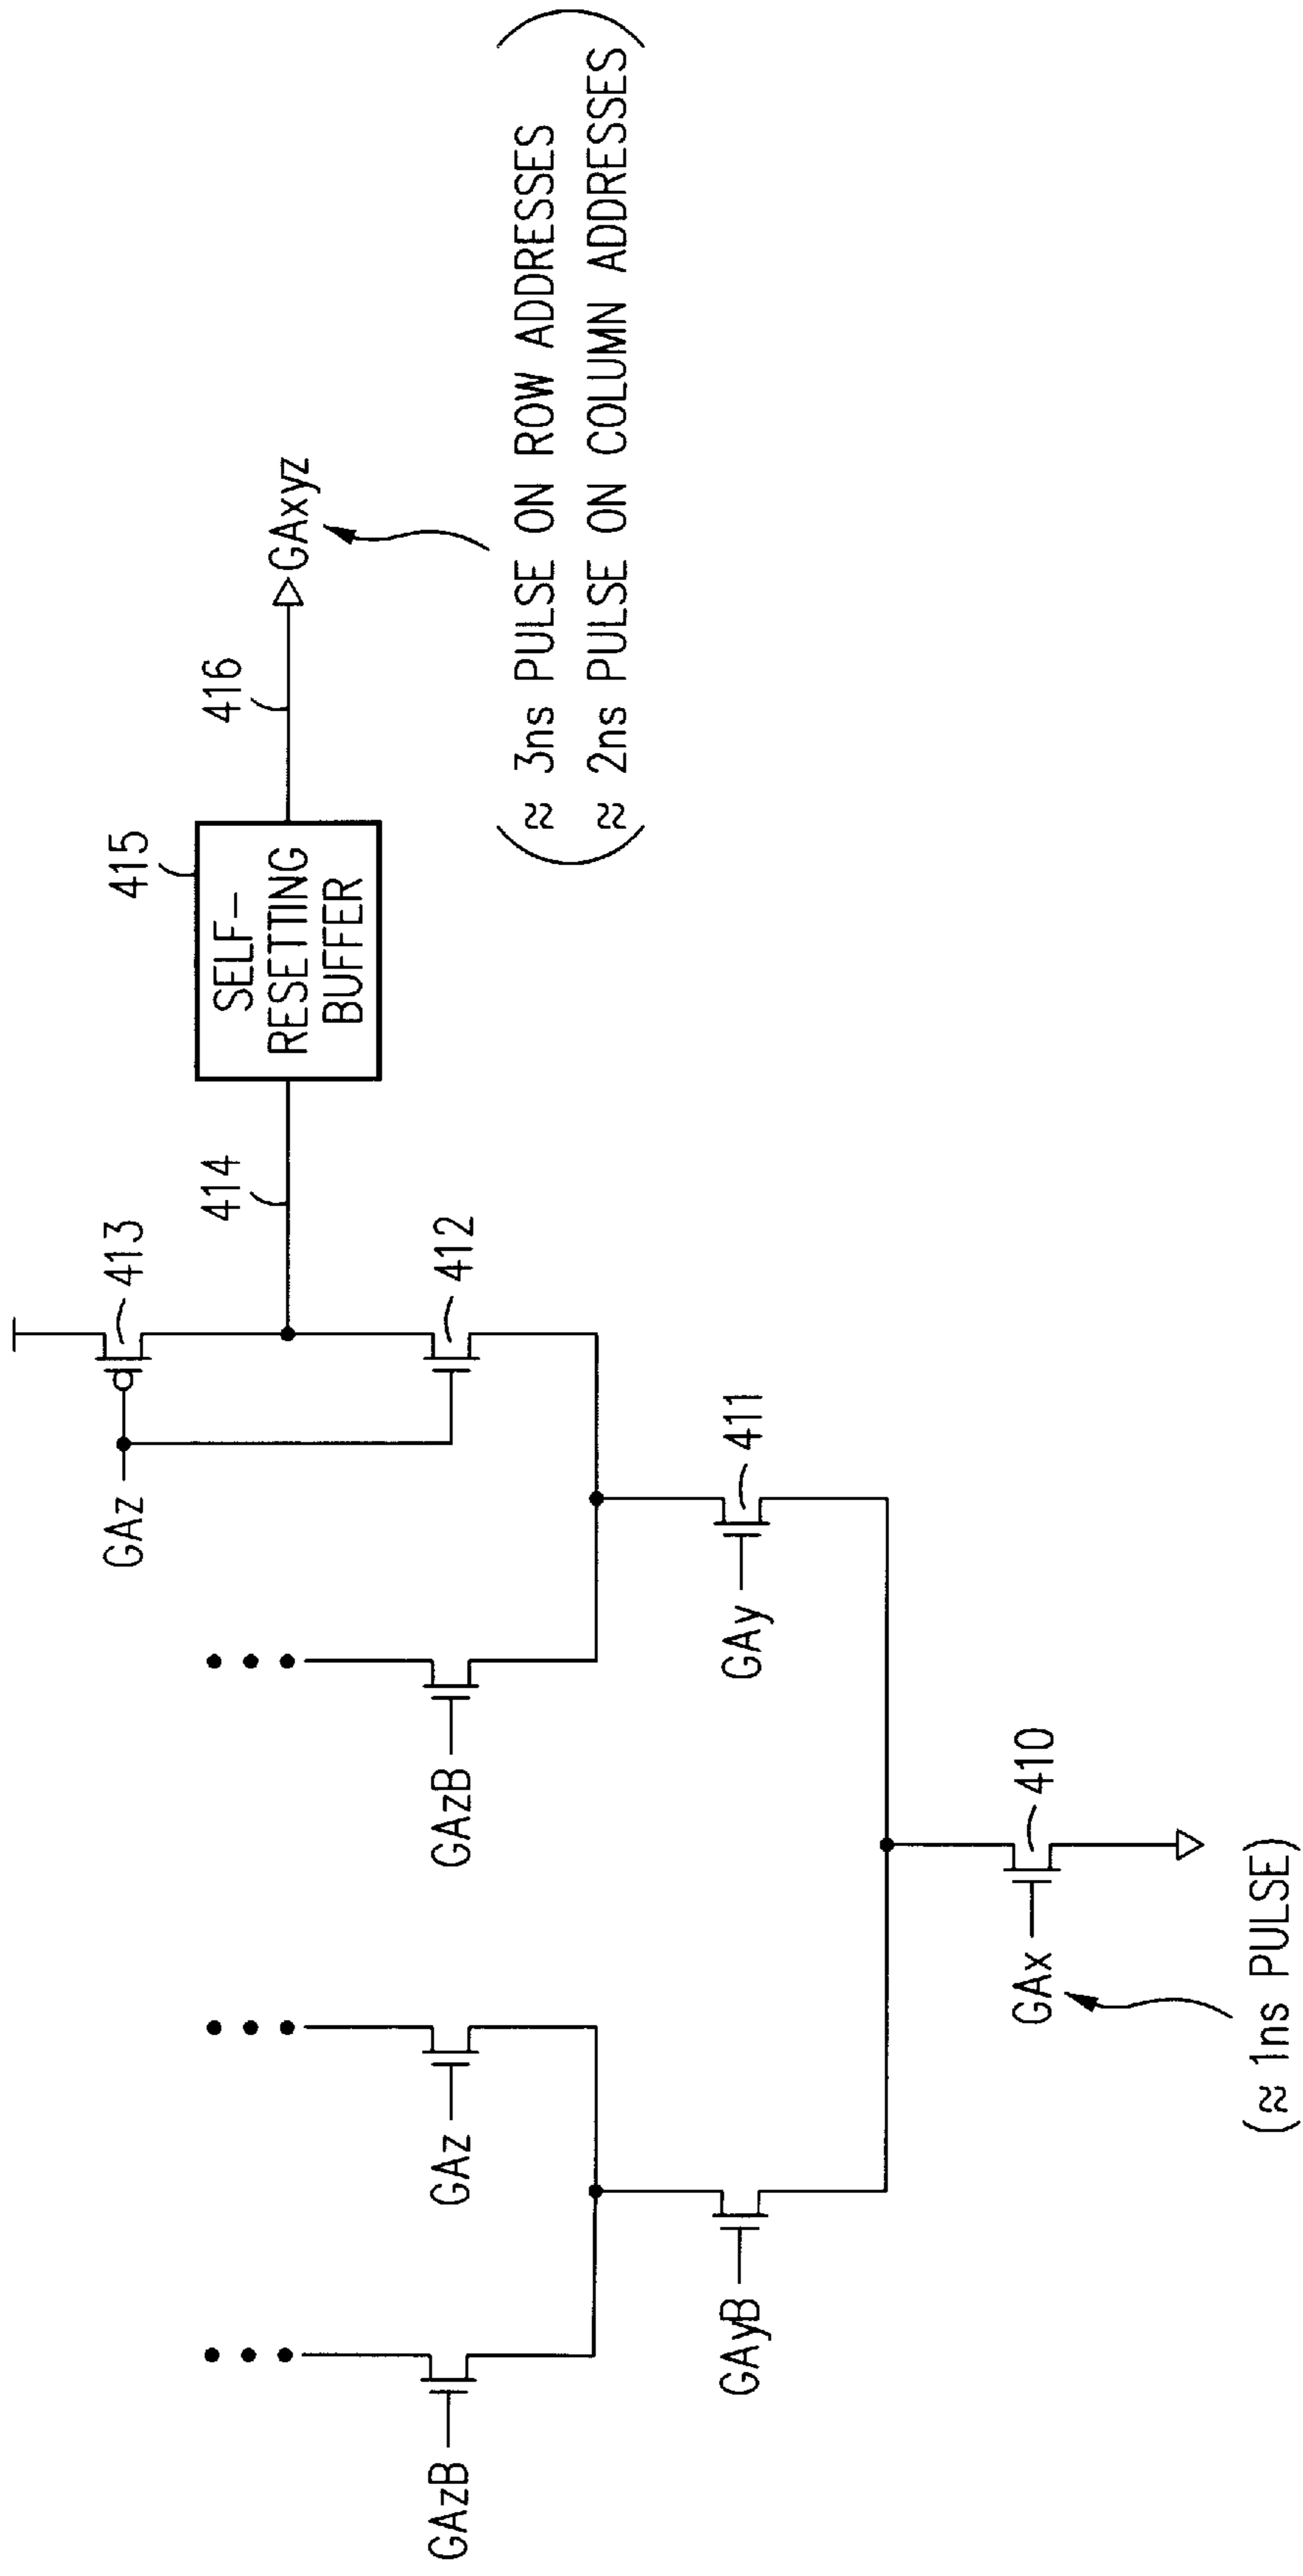 GAzB
GAz
GAzB
GAz
413
412
414
415
SELF-
RESETTING
BUFFER
416
GAxyz
(≈ 3ns PULSE ON ROW ADDRESSES
≈ 2ns PULSE ON COLUMN ADDRESSES)
GAyB
GAy
411
GAx
410
(≈ 1ns PULSE)